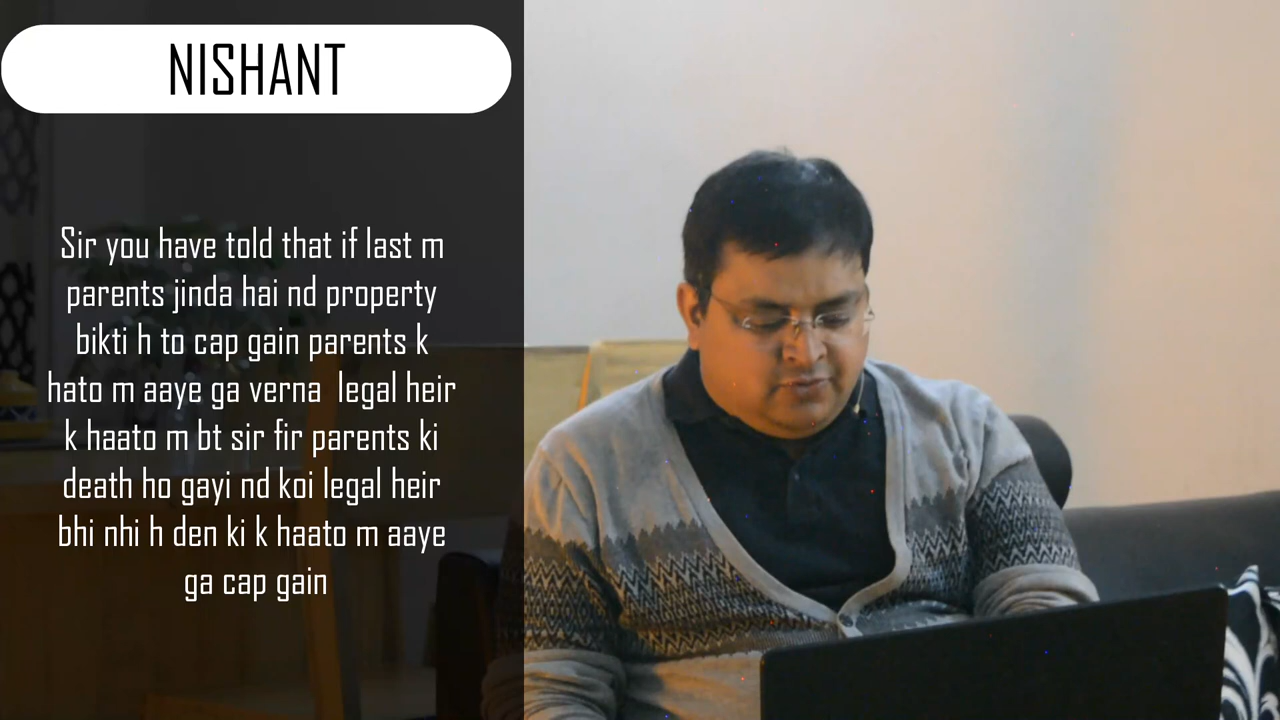 NISHANT
Sir you have told that if last m
parents jinda hai nd property
bikti h to cap gain parents k
hato m aaye ga verna legal heir
k haato m bt sir fir parents ki
death ho gayi nd koi legal heir
bhi nhi h den ki k haato m aaye
ga cap gain